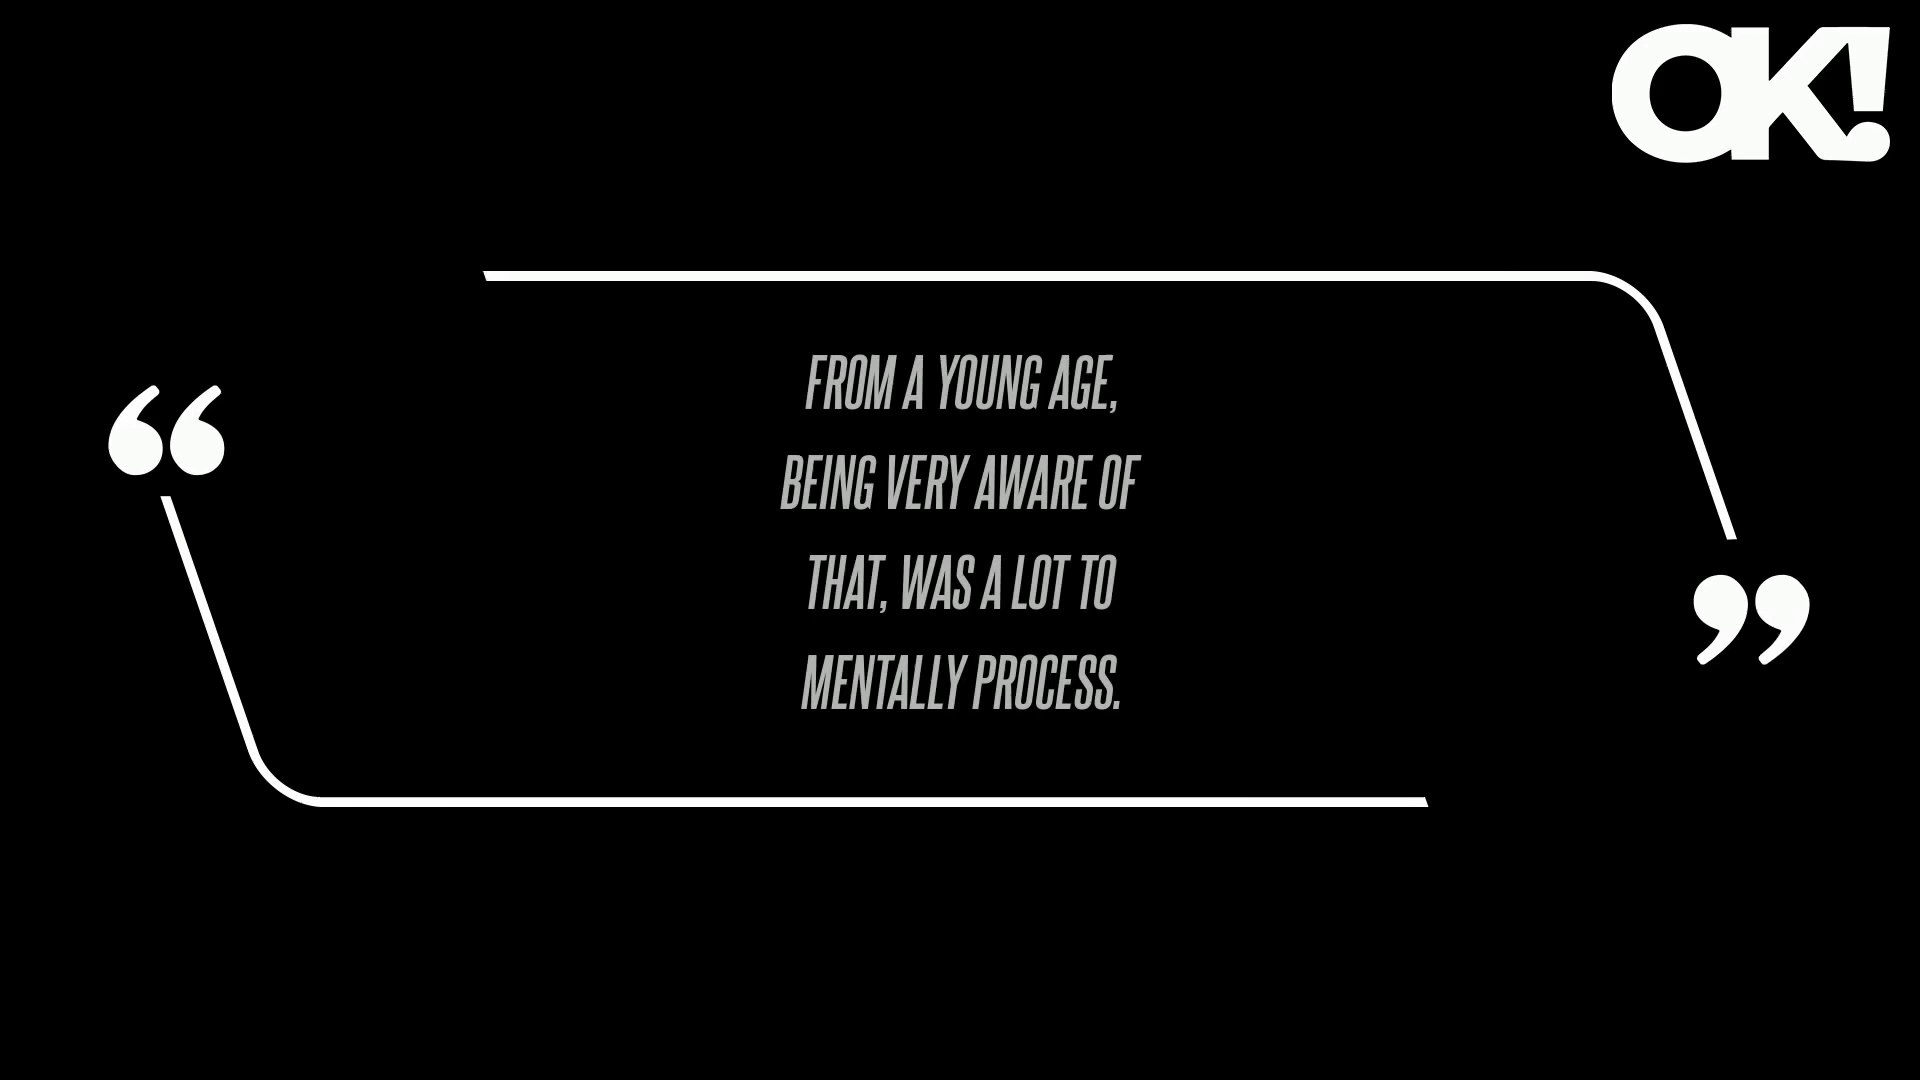 OK!
“
FROM A YOUNG AGE,
BEING VERY AWARE OF
THAT, WAS A LOT TO
MENTALLY PROCESS.
”